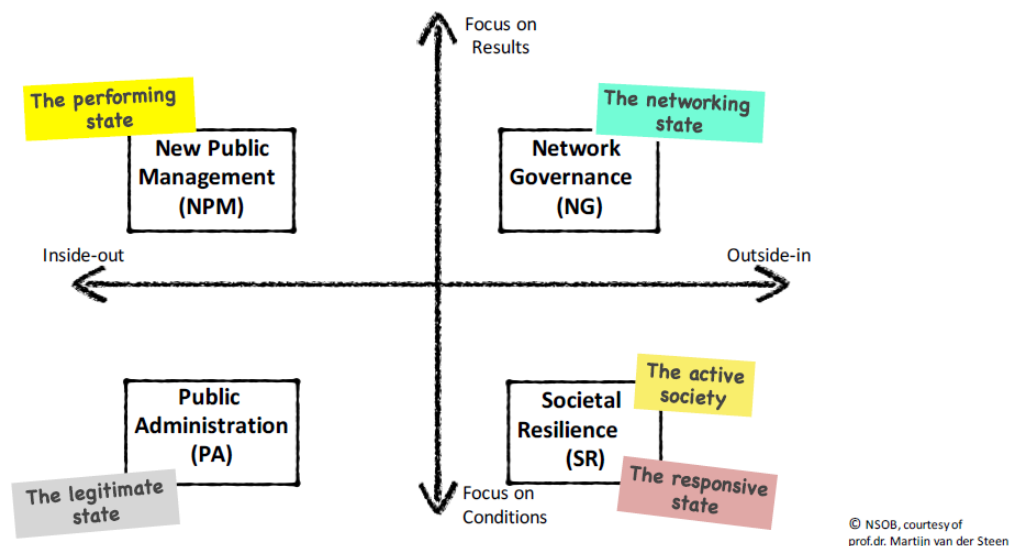 Focus on
Results
The performing
state
The networking
state
New Public
Management
(NPM)
Network
Governance
(NG)
Inside-out
Outside-in
Public
Administration
(PA)
The legitimate
state
The active
society
Societal
Resilience
(SR)
The responsive
state
Focus on
Conditions
© NSOB, courtesy of
prof.dr. Martijn van der Steen